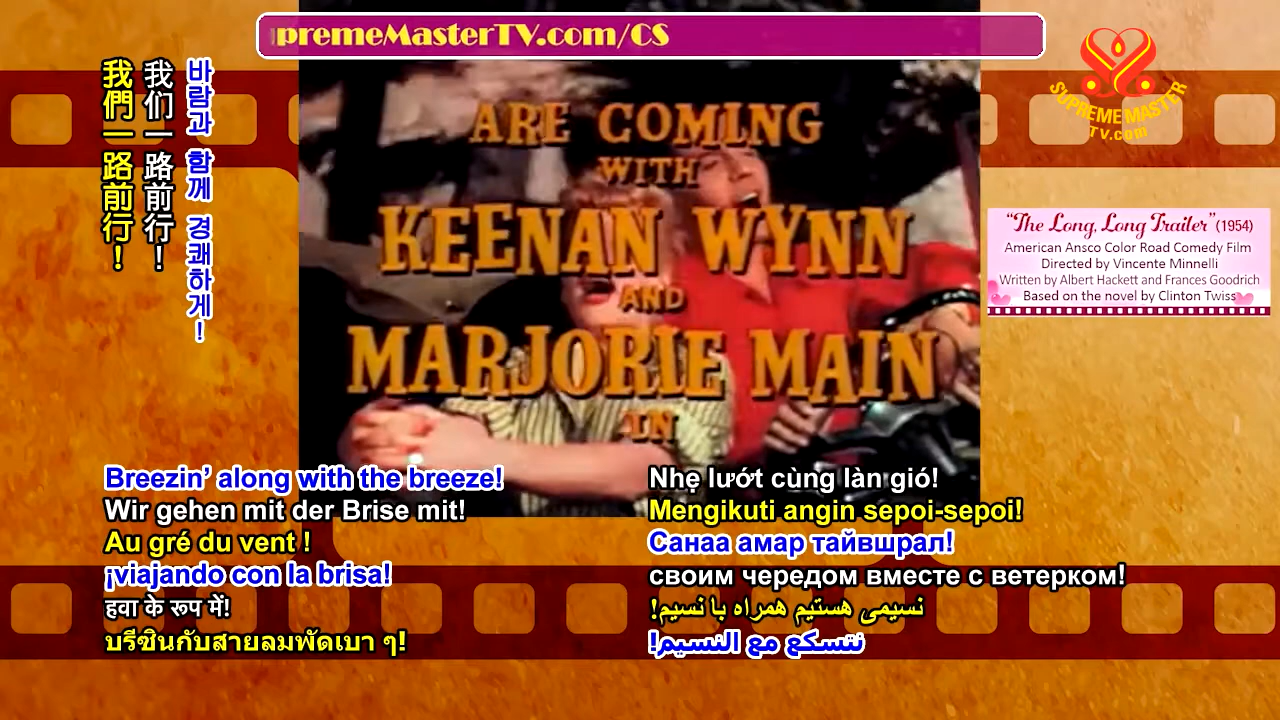 premeMasterTV.com/CS
SUPREME MASTER
TV.com
我們一路前行！
我们一路前行！
바람과 함께 경쾌하게!
ARE COMING
WITH
KEENAN WYNN
AND
MARJORIE MAIN
IN
"The Long, Long Trailer" (1954)
American Ansco Color Road Comedy Film
Directed by Vincente Minnelli
Written by Albert Hackett and Frances Goodrich
Based on the novel by Clinton Twiss
Breezin' along with the breeze!
Wir gehen mit der Brise mit!
Au gré du vent !
¡viajando con la brisa!
हवा के रूप में!
บรีซินกับสายลมพัดเบา ๆ!
Nhẹ lướt cùng làn gió!
Mengikuti angin sepoi-sepoi!
Санаа амар тайвшрал!
своим чередом вместе с ветерком!
نسیمی هستیم همراه با نسیم!
نتسكع مع النسيم!